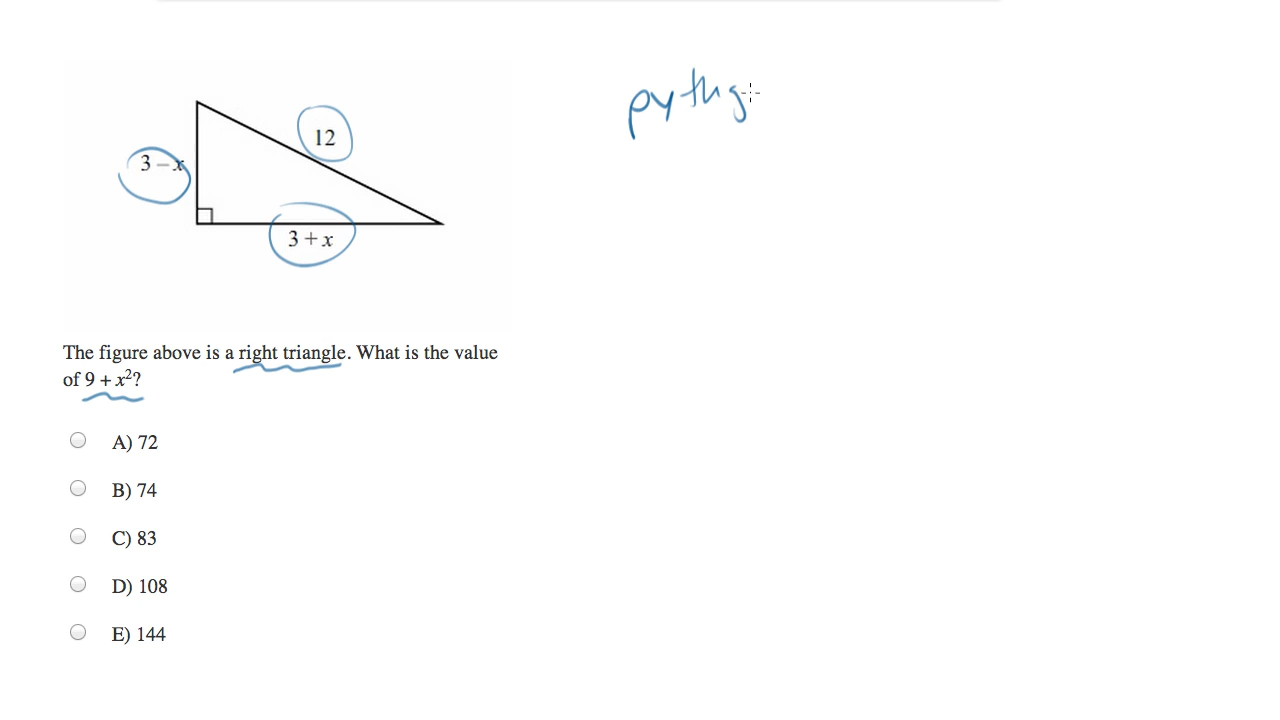 pythg
12
3 – x
3 + x
The figure above is a right triangle. What is the value
of 9 + x²?
A) 72
B) 74
C) 83
D) 108
E) 144